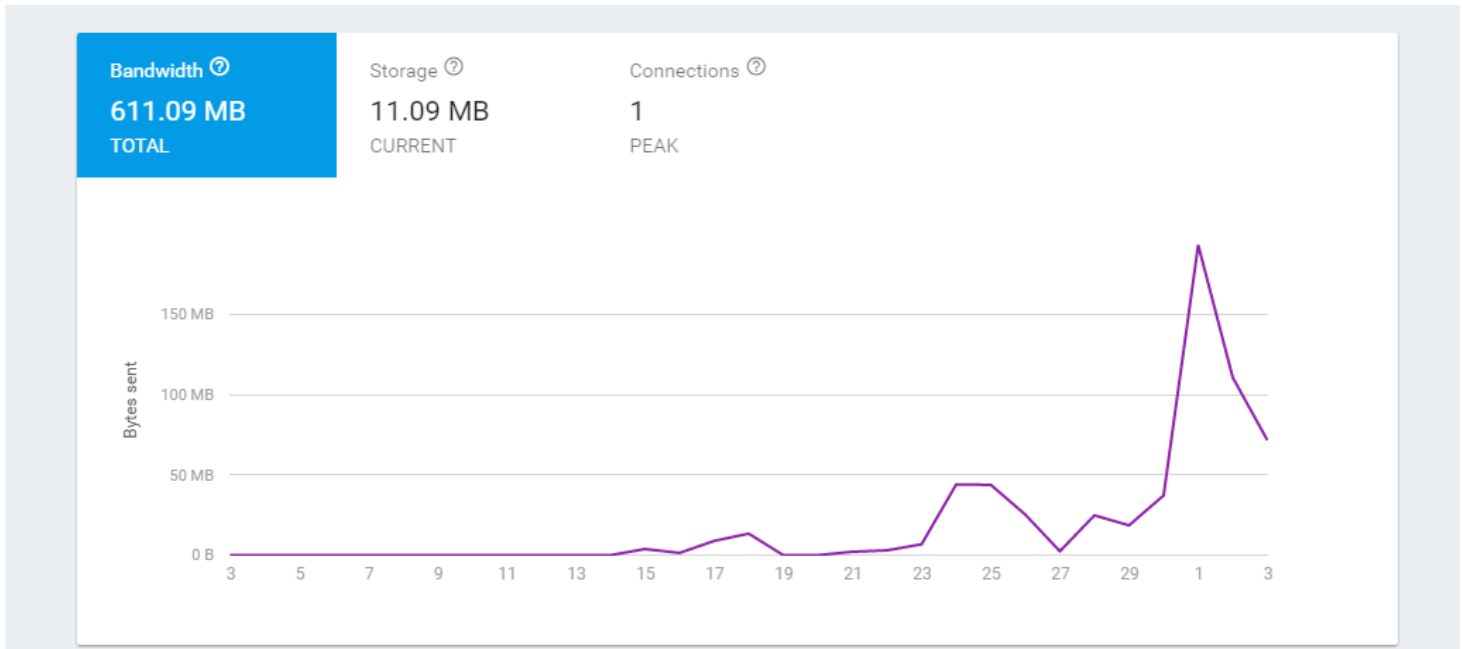 Bandwidth ?
611.09 MB
TOTAL
Storage ?
11.09 MB
CURRENT
Connections ?
1
PEAK
Bytes sent
150 MB
100 MB
50 MB
0 B
3 5 7 9 11 13 15 17 19 21 23 25 27 29 1 3